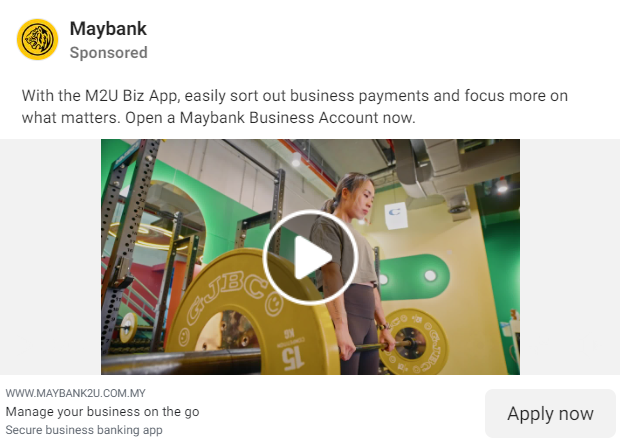 Maybank
Sponsored
With the M2U Biz App, easily sort out business payments and focus more on
what matters. Open a Maybank Business Account now.
GJBC
15
KG
WWW.MAYBANK2U.COM.MY
Manage your business on the go
Secure business banking app
Apply now